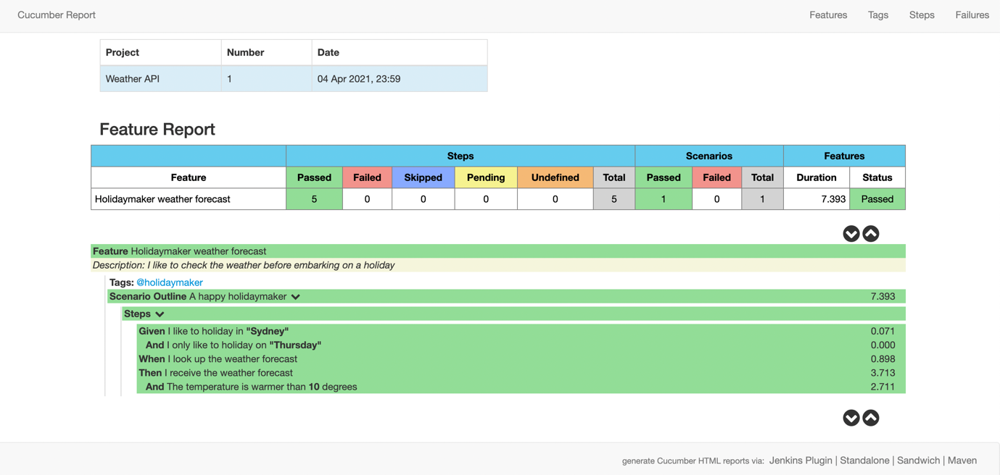 Cucumber Report Features Tags Steps Failures
Project Number Date
Weather API 1 04 Apr 2021, 23:59
Feature Report
Steps Scenarios Features
Feature Passed Failed Skipped Pending Undefined Total Passed Failed Total Duration Status
Holidaymaker weather forecast 5 0 0 0 0 5 1 0 1 7.393 Passed
Feature Holidaymaker weather forecast
Description: I like to check the weather before embarking on a holiday
Tags: @holidaymaker
Scenario Outline A happy holidaymaker 7.393
Steps
Given I like to holiday in "Sydney" 0.071
And I only like to holiday on "Thursday" 0.000
When I look up the weather forecast 0.898
Then I receive the weather forecast 3.713
And The temperature is warmer than 10 degrees 2.711
generate Cucumber HTML reports via: Jenkins Plugin | Standalone | Sandwich | Maven